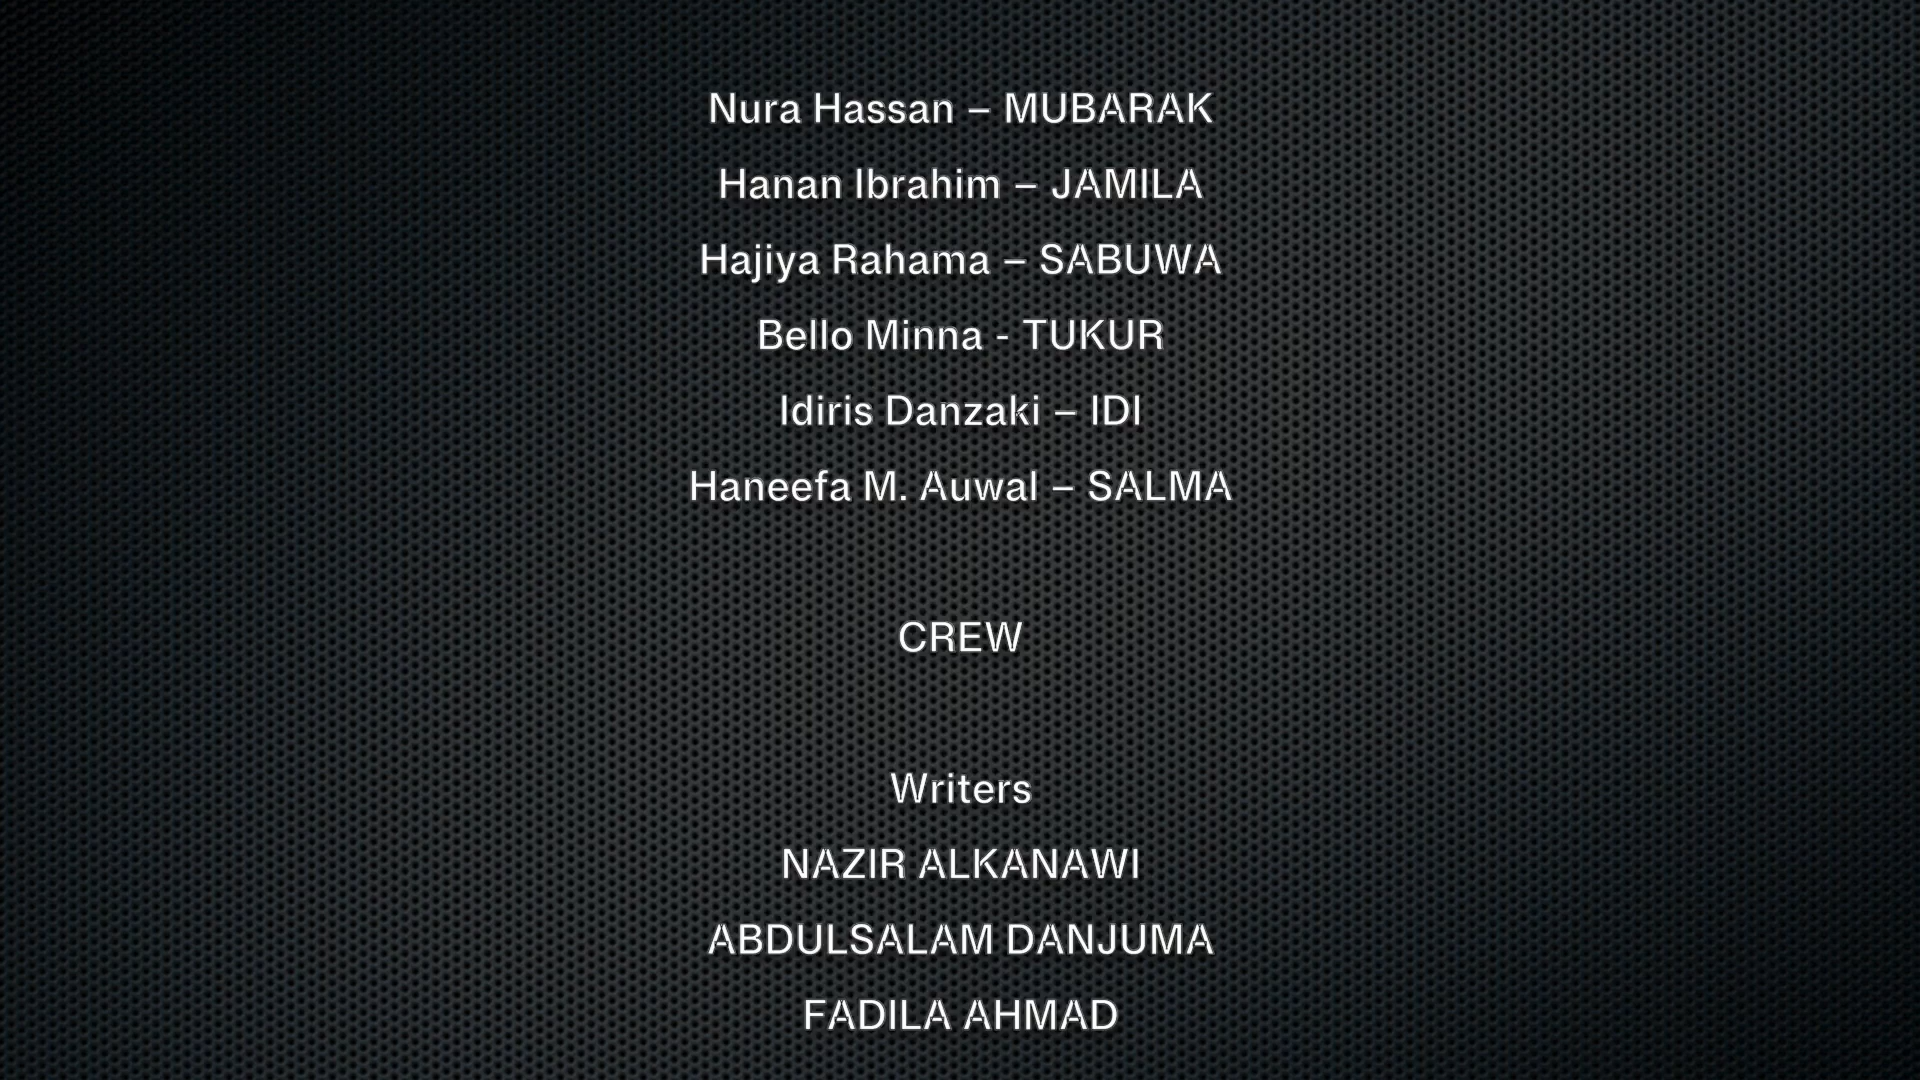 Nura Hassan – MUBARAK
Hanan Ibrahim – JAMILA
Hajiya Rahama – SABUWA
Bello Minna - TUKUR
Idiris Danzaki – IDI
Haneefa M. Auwal – SALMA
CREW
Writers
NAZIR ALKANAWI
ABDULSALAM DANJUMA
FADILA AHMAD